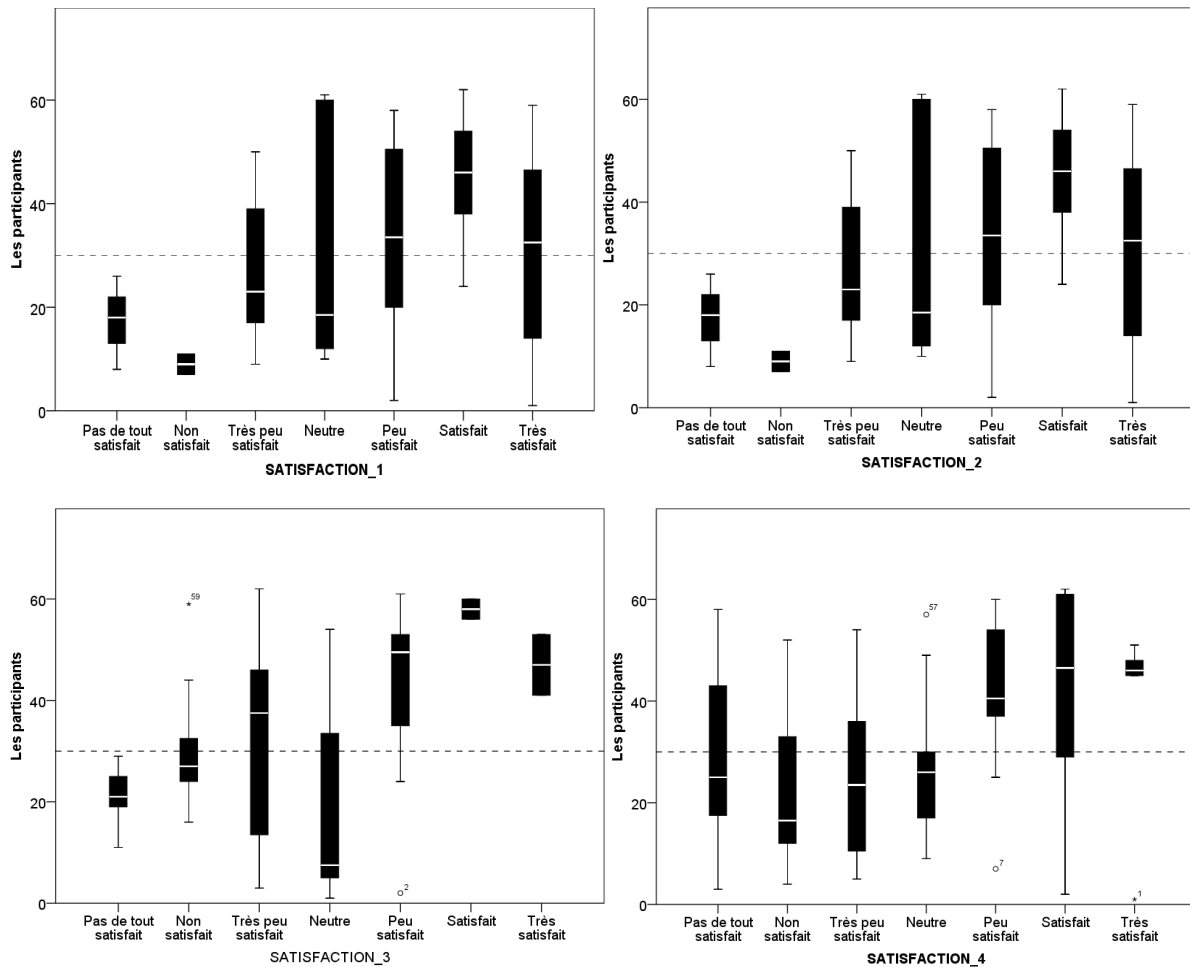 Les participants
60
40
20
0
Pas de tout
satisfait
Non
satisfait
Très peu
satisfait
Neutre
Peu
satisfait
Satisfait
Très
satisfait
SATISFACTION_1
Les participants
60
40
20
0
Pas de tout
satisfait
Non
satisfait
Très peu
satisfait
Neutre
Peu
satisfait
Satisfait
Très
satisfait
SATISFACTION_2
Les participants
60
40
20
0
59
2
Pas de tout
satisfait
Non
satisfait
Très peu
satisfait
Neutre
Peu
satisfait
Satisfait
Très
satisfait
SATISFACTION_3
Les participants
60
40
20
0
57
7
1
Pas de tout
satisfait
Non
satisfait
Très peu
satisfait
Neutre
Peu
satisfait
Satisfait
Très
satisfait
SATISFACTION_4